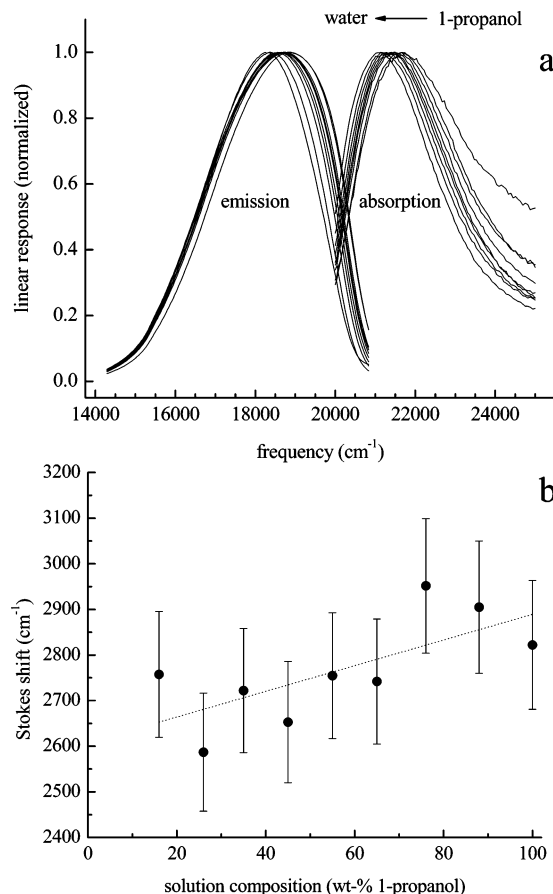 water ← 1-propanol
a
1.0
0.8
0.6
0.4
0.2
0.0
linear response (normalized)
emission
absorption
14000 16000 18000 20000 22000 24000
frequency (cm⁻¹)
b
3200
3100
3000
2900
2800
2700
2600
2500
2400
Stokes shift (cm⁻¹)
20 40 60 80 100
solution composition (wt-% 1-propanol)